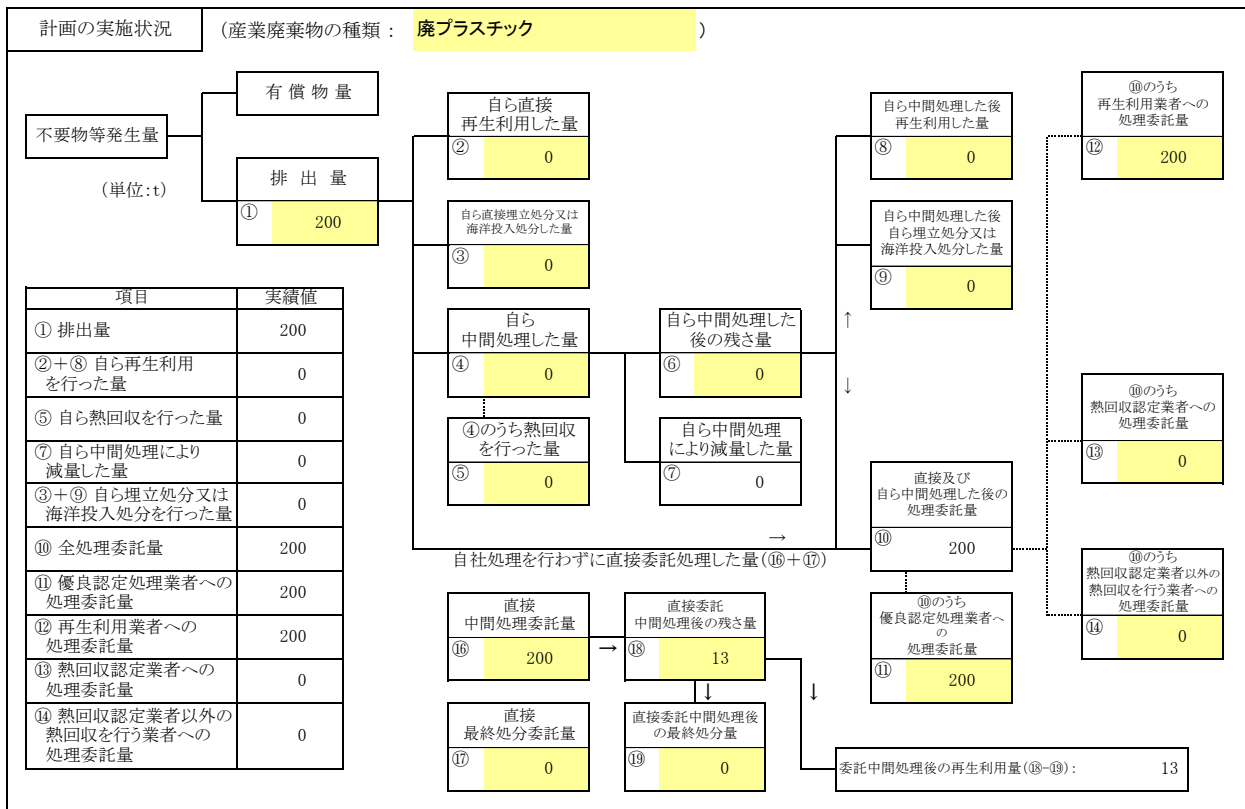 計画の実施状況
(産業廃棄物の種類： 廃プラスチック )
不要物等発生量
(単位:t)
有 償 物 量
排 出 量
① 200
自ら直接
再生利用した量
② 0
自ら直接埋立処分又は
海洋投入処分した量
③ 0
自ら
中間処理した量
④ 0
④のうち熱回収
を行った量
⑤ 0
自ら中間処理した
後の残さ量
⑥ 0
自ら中間処理
により減量した量
⑦ 0
自ら中間処理した後
再生利用した量
⑧ 0
自ら中間処理した後
自ら埋立処分又は
海洋投入処分した量
⑨ 0
↑
↓
直接及び
自ら中間処理した後の
処理委託量
⑩ 200
⑩のうち
優良認定処理業者へ
の
処理委託量
⑪ 200
⑩のうち
再生利用業者への
処理委託量
⑫ 200
⑩のうち
熱回収認定業者への
処理委託量
⑬ 0
⑩のうち
熱回収認定業者以外の
熱回収を行う業者への
処理委託量
⑭ 0
→
自社処理を行わずに直接委託処理した量(⑯+⑰)
直接
中間処理委託量
⑯ 200
→
直接委託
中間処理後の残さ量
⑱ 13
↓
↓
直接
最終処分委託量
⑰ 0
直接委託中間処理後
の最終処分量
⑲ 0
委託中間処理後の再生利用量(⑱-⑲)： 13
項目 実績値
① 排出量 200
②+⑧ 自ら再生利用
を行った量 0
⑤ 自ら熱回収を行った量 0
⑦ 自ら中間処理により
減量した量 0
③+⑨ 自ら埋立処分又は
海洋投入処分を行った量 0
⑩ 全処理委託量 200
⑪ 優良認定処理業者への
処理委託量 200
⑫ 再生利用業者への
処理委託量 200
⑬ 熱回収認定業者への
処理委託量 0
⑭ 熱回収認定業者以外の
熱回収を行う業者への
処理委託量 0